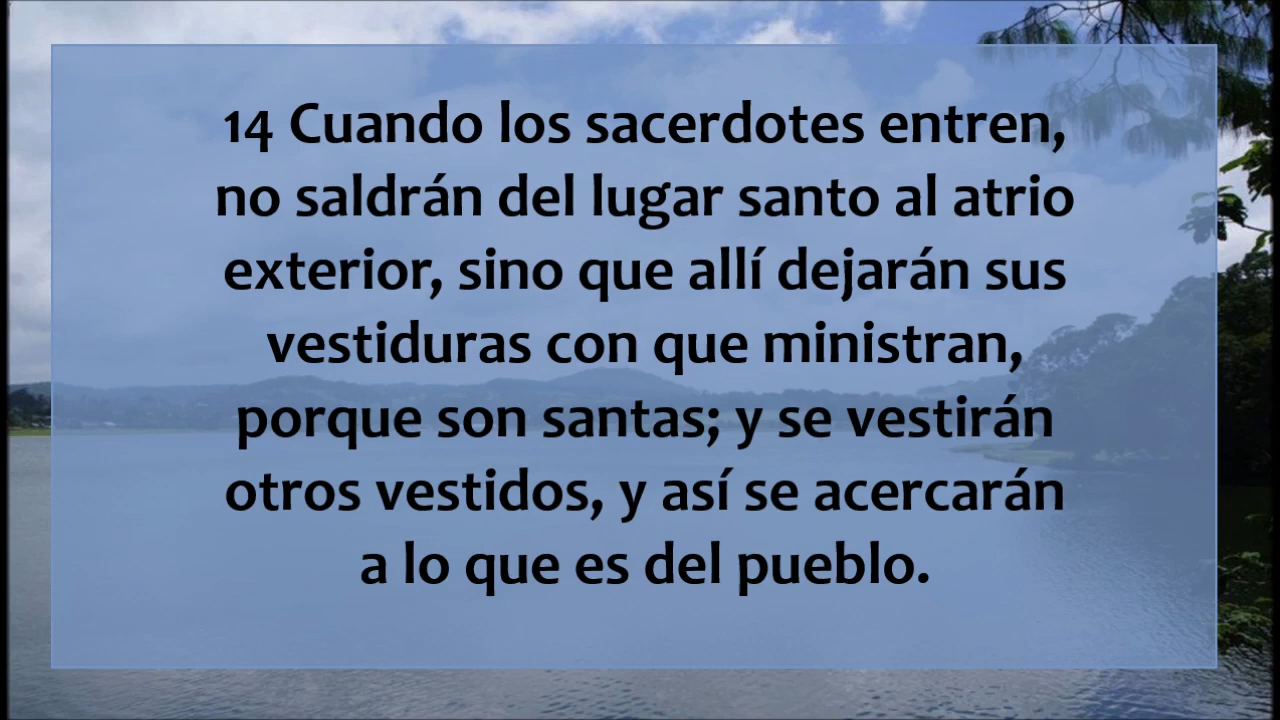 14 Cuando los sacerdotes entren,
no saldrán del lugar santo al atrio
exterior, sino que allí dejarán sus
vestiduras con que ministran,
porque son santas; y se vestirán
otros vestidos, y así se acercarán
a lo que es del pueblo.